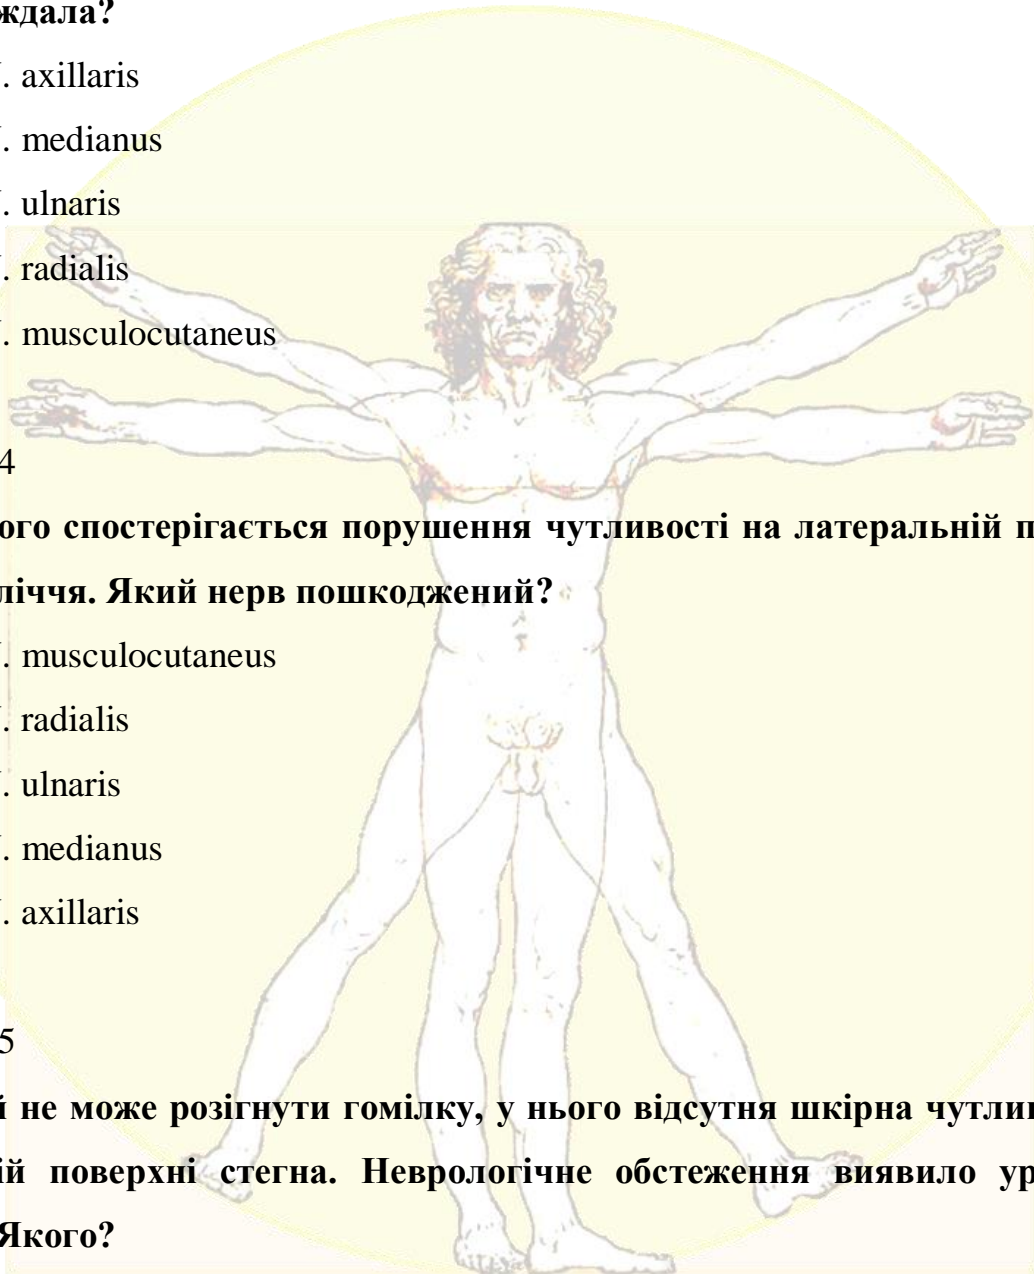 ждала?
. axillaris
. medianus
. ulnaris
. radialis
. musculocutaneus
4
ого спостерігається порушення чутливості на латеральній п
ліччя. Який нерв пошкоджений?
. musculocutaneus
. radialis
. ulnaris
. medianus
. axillaris
5
й не може розігнути гомілку, у нього відсутня шкірна чутли
ій поверхні стегна. Неврологічне обстеження виявило ур
Якого?